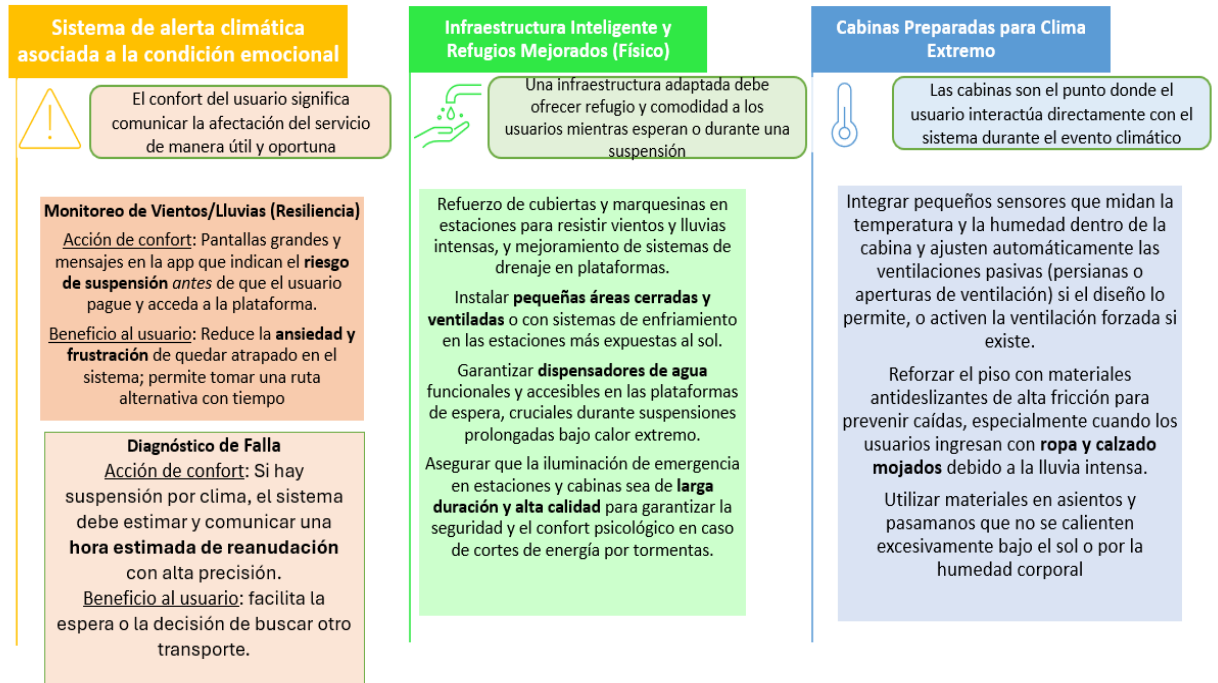 Sistema de alerta climática
asociada a la condición emocional
El confort del usuario significa
comunicar la afectación del servicio
de manera útil y oportuna
Monitoreo de Vientos/Lluvias (Resiliencia)
Acción de confort: Pantallas grandes y
mensajes en la app que indican el riesgo
de suspensión antes de que el usuario
pague y acceda a la plataforma.
Beneficio al usuario: Reduce la ansiedad y
frustración de quedar atrapado en el
sistema; permite tomar una ruta
alternativa con tiempo
Diagnóstico de Falla
Acción de confort: Si hay
suspensión por clima, el sistema
debe estimar y comunicar una
hora estimada de reanudación
con alta precisión.
Beneficio al usuario: facilita la
espera o la decisión de buscar otro
transporte.
Infraestructura Inteligente y
Refugios Mejorados (Físico)
Una infraestructura adaptada debe
ofrecer refugio y comodidad a los
usuarios mientras esperan o durante una
suspensión
Refuerzo de cubiertas y marquesinas en
estaciones para resistir vientos y lluvias
intensas, y mejoramiento de sistemas de
drenaje en plataformas.
Instalar pequeñas áreas cerradas y
ventiladas o con sistemas de enfriamiento
en las estaciones más expuestas al sol.
Garantizar dispensadores de agua
funcionales y accesibles en las plataformas
de espera, cruciales durante suspensiones
prolongadas bajo calor extremo.
Asegurar que la iluminación de emergencia
en estaciones y cabinas sea de larga
duración y alta calidad para garantizar la
seguridad y el confort psicológico en caso
de cortes de energía por tormentas.
Cabinas Preparadas para Clima
Extremo
Las cabinas son el punto donde el
usuario interactúa directamente con el
sistema durante el evento climático
Integrar pequeños sensores que midan la
temperatura y la humedad dentro de la
cabina y ajusten automáticamente las
ventilaciones pasivas (persianas o
aperturas de ventilación) si el diseño lo
permite, o activen la ventilación forzada si
existe.
Reforzar el piso con materiales
antideslizantes de alta fricción para
prevenir caídas, especialmente cuando los
usuarios ingresan con ropa y calzado
mojados debido a la lluvia intensa.
Utilizar materiales en asientos y
pasamanos que no se calienten
excesivamente bajo el sol o por la
humedad corporal